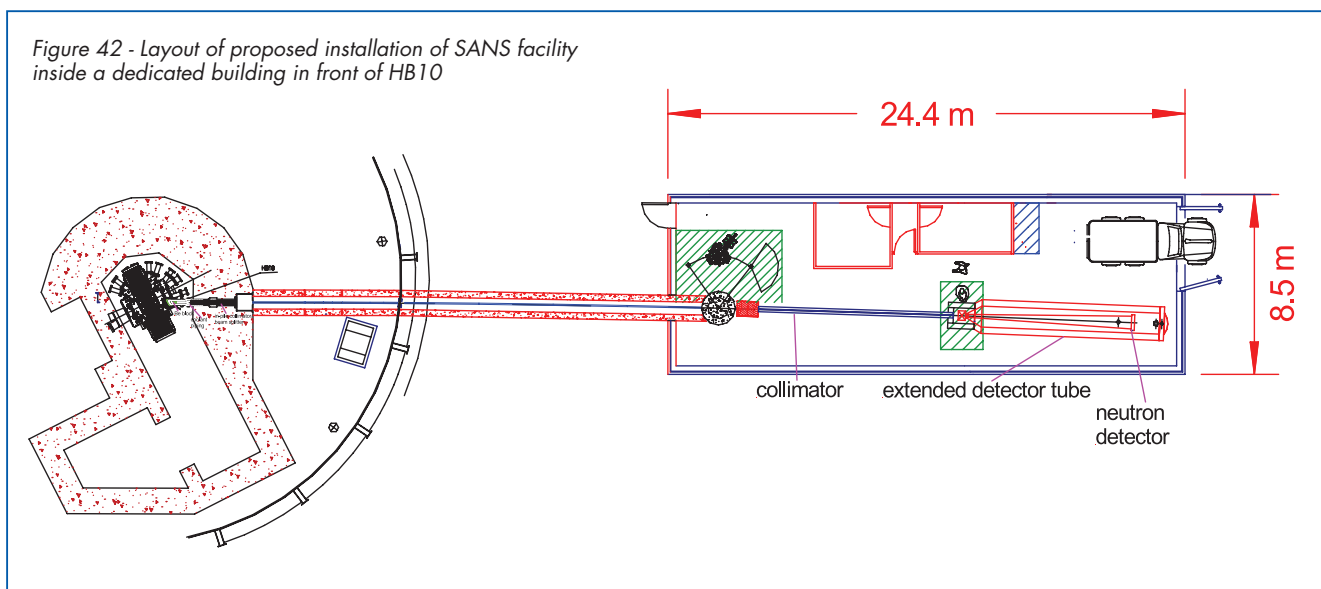 Figure 42 - Layout of proposed installation of SANS facility
inside a dedicated building in front of HB10
24.4 m
8.5 m
HB10
collimator
extended detector tube
neutron
detector